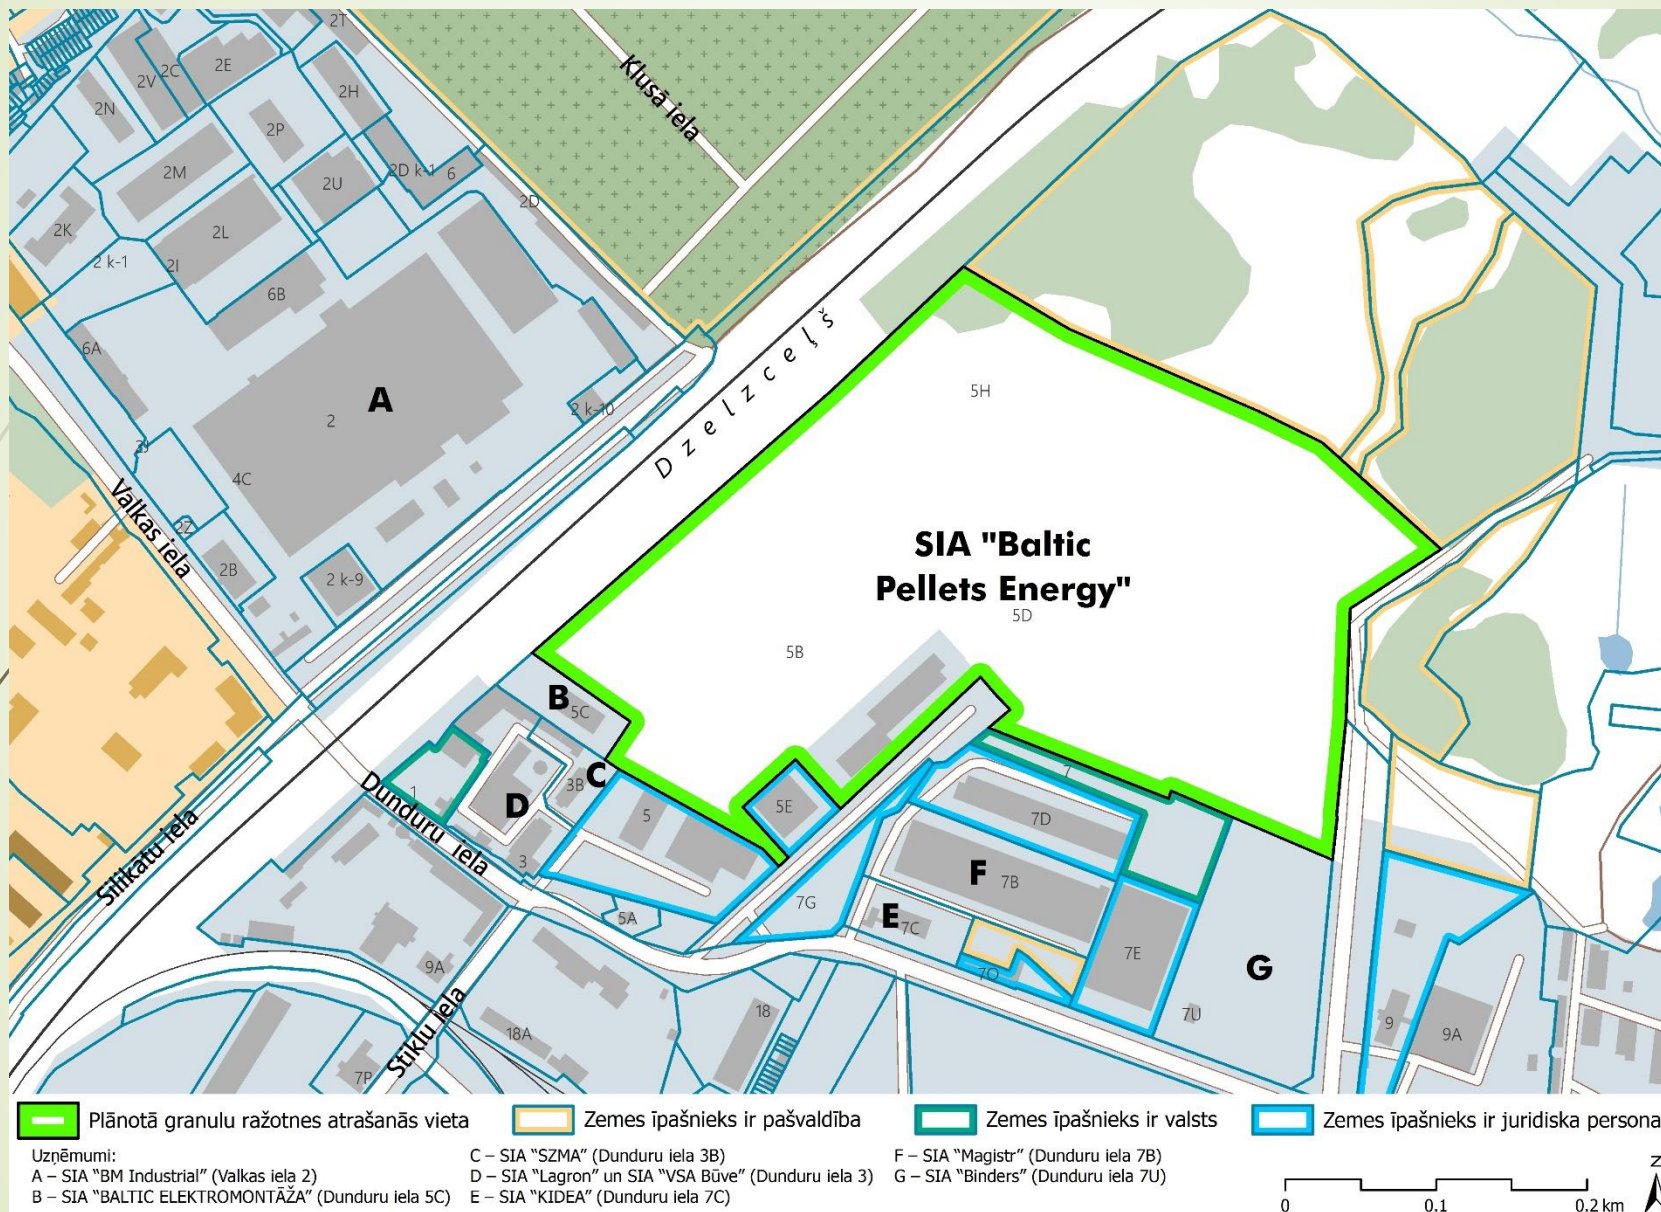 2T
2V
2C
2E
2H
2N
2P
Klusā iela
2M
2U
2D k-1
6
2D
2K
2L
2 k-1
2I
6B
6A
A
2
2 k-10
Dzelzceļš
5H
2J
4C
Valkas iela
2Z
2B
2 k-9
SIA "Baltic
Pellets Energy"
5D
5B
B
5C
C
3B
D
1
Dunduru iela
3
5
5E
7
7D
F
7B
Silikātu iela
5A
7G
E
7C
7E
G
9A
7O
7U
Stiklu iela
18A
18
7P
9
9A
Plānotā granulu ražotnes atrašanās vieta
Zemes īpašnieks ir pašvaldība
Zemes īpašnieks ir valsts
Zemes īpašnieks ir juridiska persona
Uzņēmumi:
A – SIA “BM Industrial” (Valkas iela 2)
B – SIA “BALTIC ELEKTROMONTĀŽA” (Dunduru iela 5C)
C – SIA “SZMA” (Dunduru iela 3B)
D – SIA “Lagron” un SIA “VSA Būve” (Dunduru iela 3)
E – SIA “KIDEA” (Dunduru iela 7C)
F – SIA “Magistr” (Dunduru iela 7B)
G – SIA “Binders” (Dunduru iela 7U)
Z
0 0.1 0.2 km